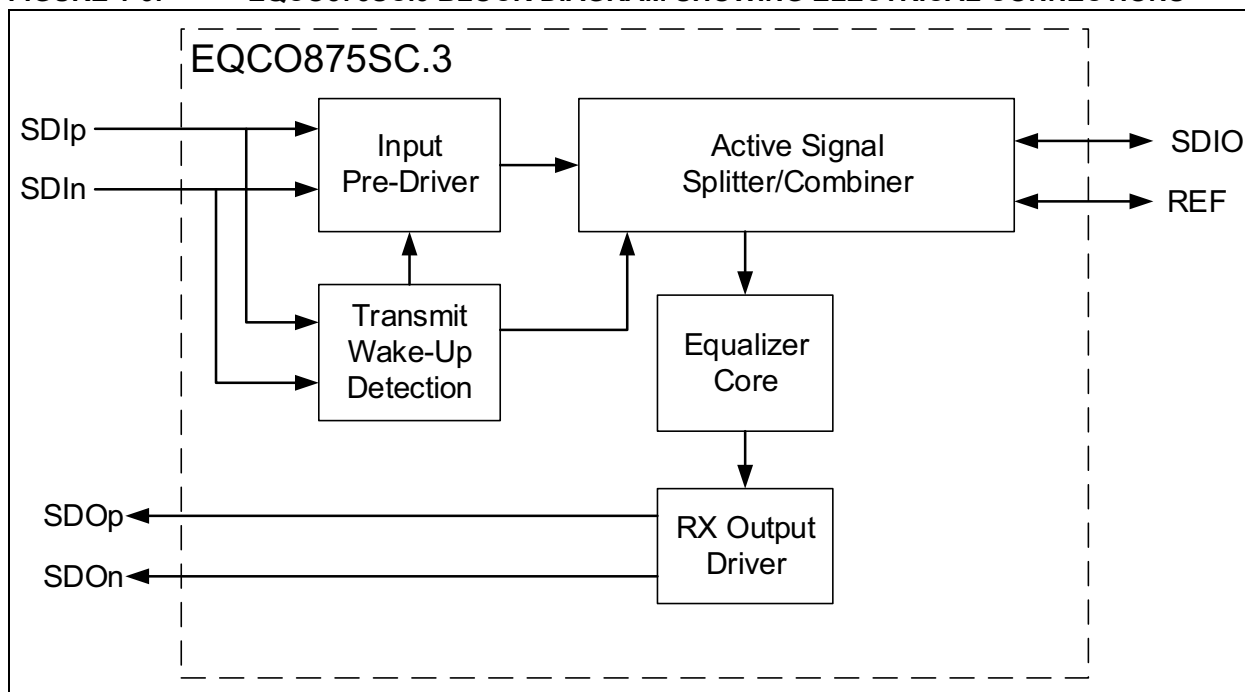 EQCO875SC.3
SDIp
SDIn
Input
Pre-Driver
Active Signal
Splitter/Combiner
SDIO
REF
Transmit
Wake-Up
Detection
Equalizer
Core
SDOp
SDOn
RX Output
Driver